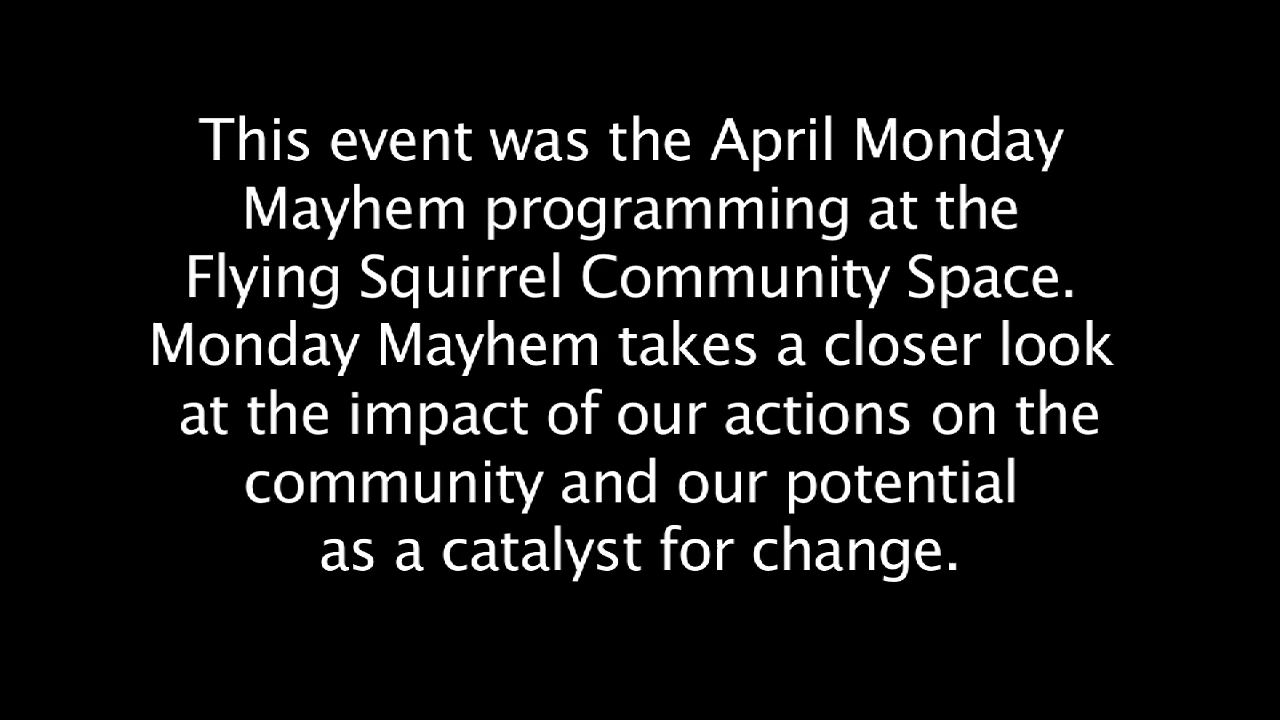 This event was the April Monday
Mayhem programming at the
Flying Squirrel Community Space.
Monday Mayhem takes a closer look
at the impact of our actions on the
community and our potential
as a catalyst for change.